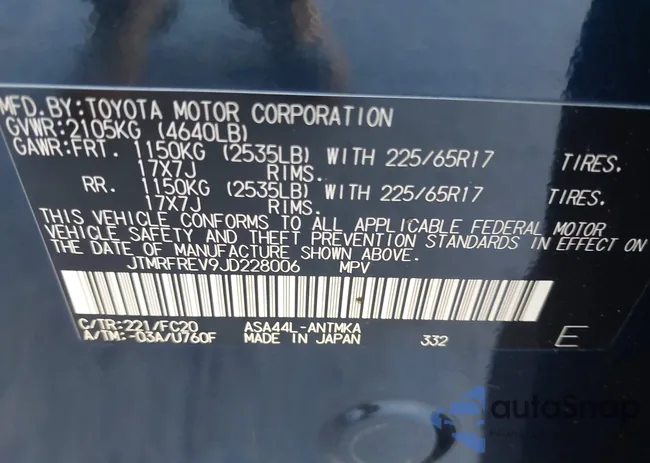 MFD.BY:TOYOTA MOTOR CORPORATION
GVWR:2105KG (4640LB)
GAWR:FRT. 1150KG (2535LB) WITH 225/65R17 TIRES.
17X7J RIMS.
RR. 1150KG (2535LB) WITH 225/65R17 TIRES.
17X7J RIMS.
THIS VEHICLE CONFORMS TO ALL APPLICABLE FEDERAL MOTOR
VEHICLE SAFETY AND THEFT PREVENTION STANDARDS IN EFFECT ON
THE DATE OF MANUFACTURE SHOWN ABOVE.
JTMRFREV9JD228006 MPV
C/TR:221/FC20 ASA44L-ANTMKA
A/TM:-03A/U760F MADE IN JAPAN 332 E
autoSnap